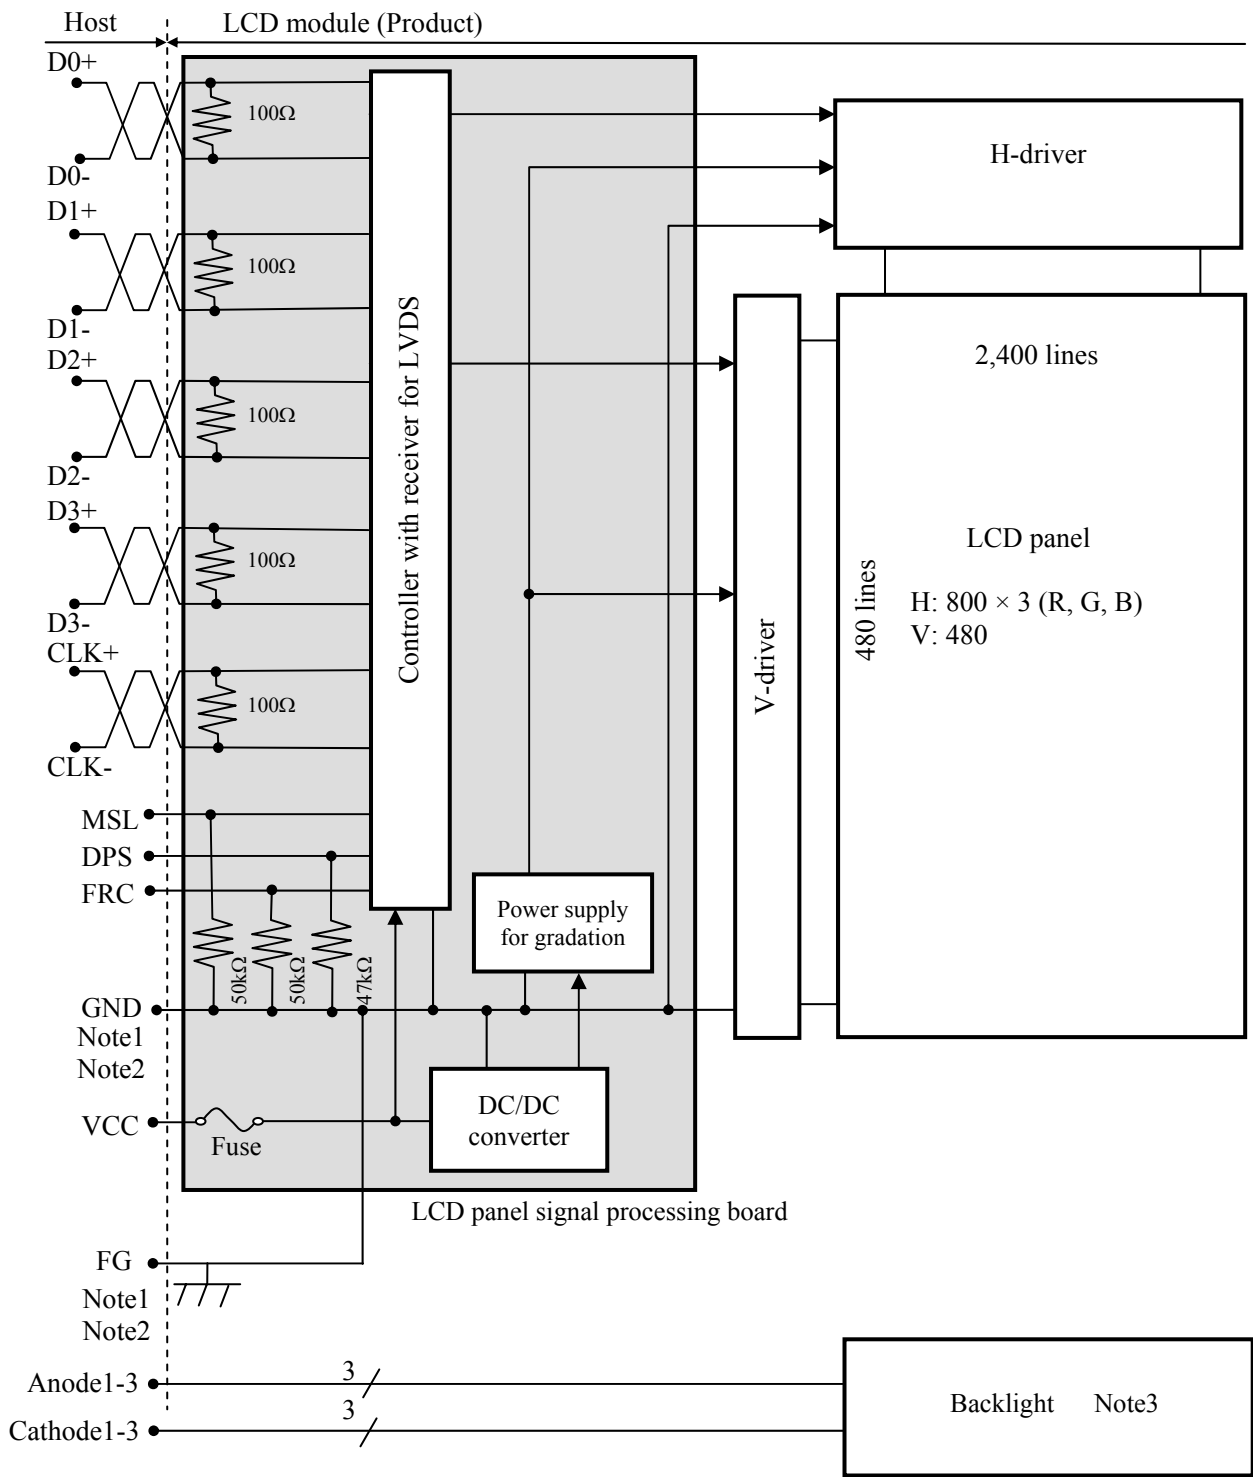 Host
LCD module (Product)
D0+
100Ω
D0-
D1+
100Ω
D1-
D2+
100Ω
D2-
D3+
100Ω
D3-
CLK+
100Ω
CLK-
MSL
DPS
FRC
50kΩ
50kΩ
47kΩ
GND
Note1
Note2
VCC
Fuse
Controller with receiver for LVDS
Power supply
for gradation
DC/DC
converter
LCD panel signal processing board
H-driver
V-driver
2,400 lines
480 lines
LCD panel
H: 800 × 3 (R, G, B)
V: 480
FG
Note1
Note2
Anode1-3
3
Cathode1-3
3
Backlight Note3